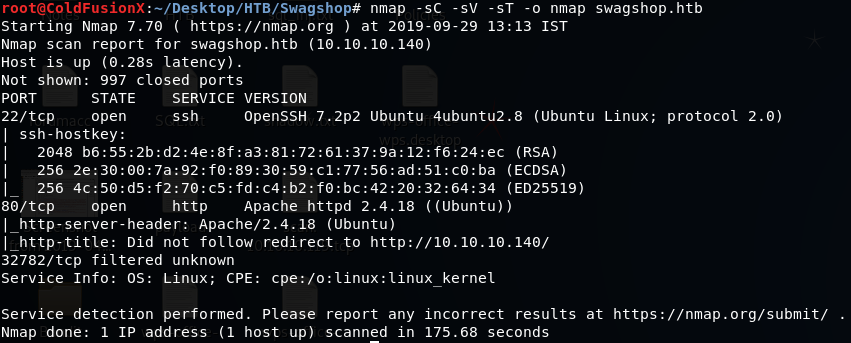 root@ColdFusionX:~/Desktop/HTB/Swagshop# nmap -sC -sV -sT -o nmap swagshop.htb
Starting Nmap 7.70 ( https://nmap.org ) at 2019-09-29 13:13 IST
Nmap scan report for swagshop.htb (10.10.10.140)
Host is up (0.28s latency).
Not shown: 997 closed ports
PORT      STATE    SERVICE VERSION
22/tcp    open     ssh     OpenSSH 7.2p2 Ubuntu 4ubuntu2.8 (Ubuntu Linux; protocol 2.0)
| ssh-hostkey:
|   2048 b6:55:2b:d2:4e:8f:a3:81:72:61:37:9a:12:f6:24:ec (RSA)
|   256 2e:30:00:7a:92:f0:89:30:59:c1:77:56:ad:51:c0:ba (ECDSA)
|_  256 4c:50:d5:f2:70:c5:fd:c4:b2:f0:bc:42:20:32:64:34 (ED25519)
80/tcp    open     http    Apache httpd 2.4.18 ((Ubuntu))
|_http-server-header: Apache/2.4.18 (Ubuntu)
|_http-title: Did not follow redirect to http://10.10.10.140/
32782/tcp filtered unknown
Service Info: OS: Linux; CPE: cpe:/o:linux:linux_kernel

Service detection performed. Please report any incorrect results at https://nmap.org/submit/ .
Nmap done: 1 IP address (1 host up) scanned in 175.68 seconds